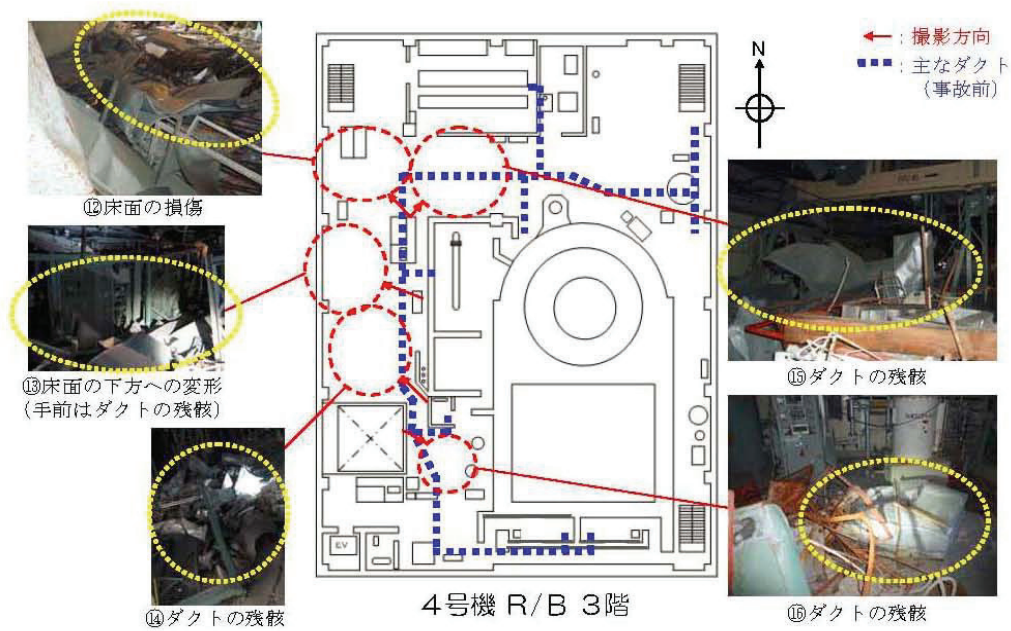 ← : 撮影方向
: 主なダクト
(事故前)
N
⑫床面の損傷
⑬床面の下方への変形
(手前はダクトの残骸)
⑭ダクトの残骸
⑮ダクトの残骸
⑯ダクトの残骸
EV
4号機 R/B 3階